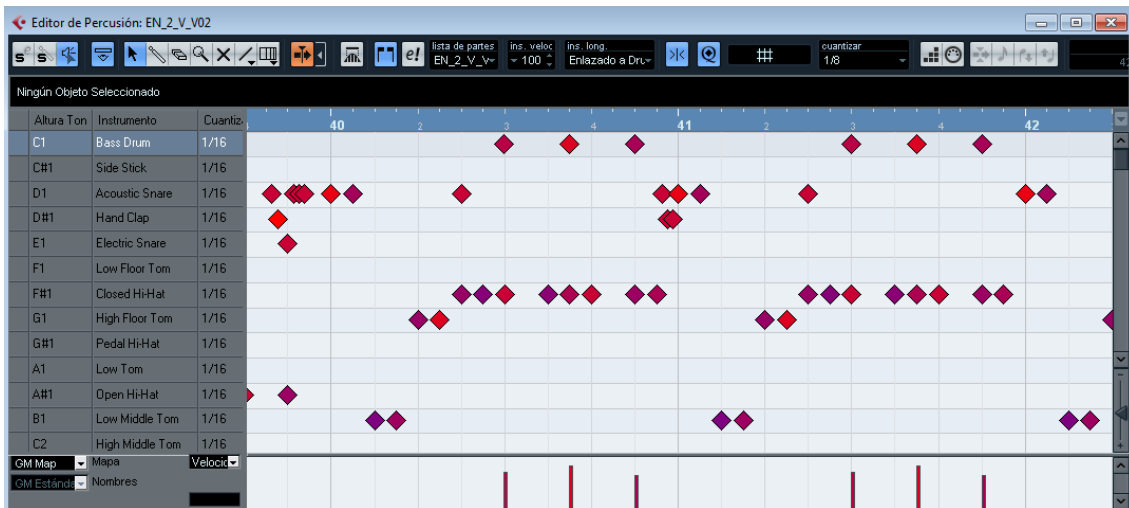 Editor de Percusión: EN_2_V_V02
lista de partes ins. veloc ins. long. cuantizar
EN_2_V_V 100 Enlazado a Dru 1/8
Ningún Objeto Seleccionado
Altura Ton Instrumento Cuantiz
40 2 3 4 41 2 3 4 42
C1 Bass Drum 1/16
C#1 Side Stick 1/16
D1 Acoustic Snare 1/16
D#1 Hand Clap 1/16
E1 Electric Snare 1/16
F1 Low Floor Tom 1/16
F#1 Closed Hi-Hat 1/16
G1 High Floor Tom 1/16
G#1 Pedal Hi-Hat 1/16
A1 Low Tom 1/16
A#1 Open Hi-Hat 1/16
B1 Low Middle Tom 1/16
C2 High Middle Tom 1/16
GM Map Mapa Velocic
GM Estánda Nombres